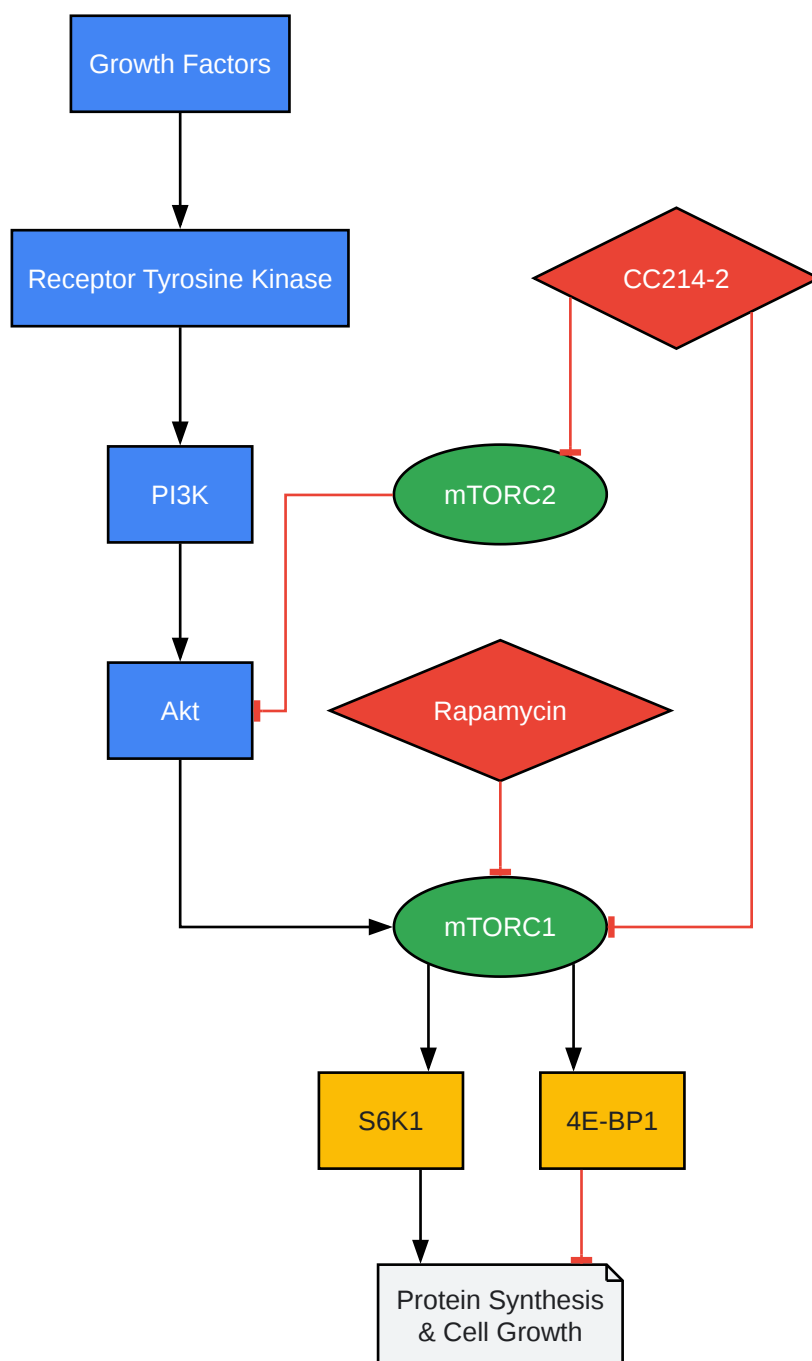 Growth Factors
Receptor Tyrosine Kinase
CC214-2
PI3K
mTORC2
Akt
Rapamycin
mTORC1
S6K1
4E-BP1
Protein Synthesis
& Cell Growth